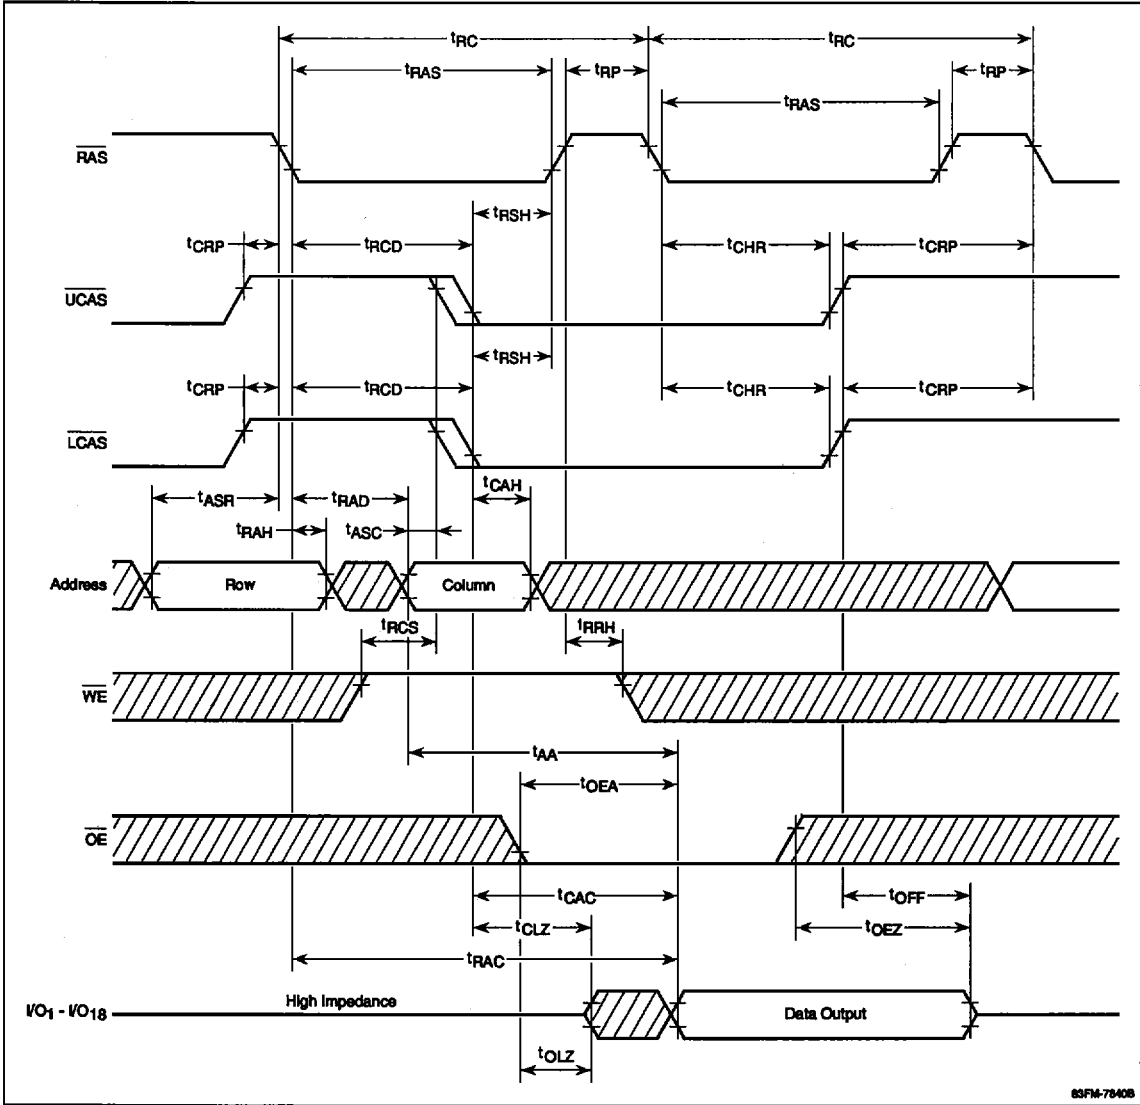 tRC tRC
tRAS tRP tRP
tRAS
RAS
tRSH
tCRP tRCD tCHR tCRP
UCAS
tRSH
tCRP tRCD tCHR tCRP
LCAS
tCAH
tASR tRAD
tRAH tASC
Address Row Column
tRCS tRRH
WE
tAA
tOEA
OE
tCAC tOFF
tCLZ tOEZ
tRAC
High Impedance
I/O1 - I/O18 Data Output
tOLZ
83FM-7840B